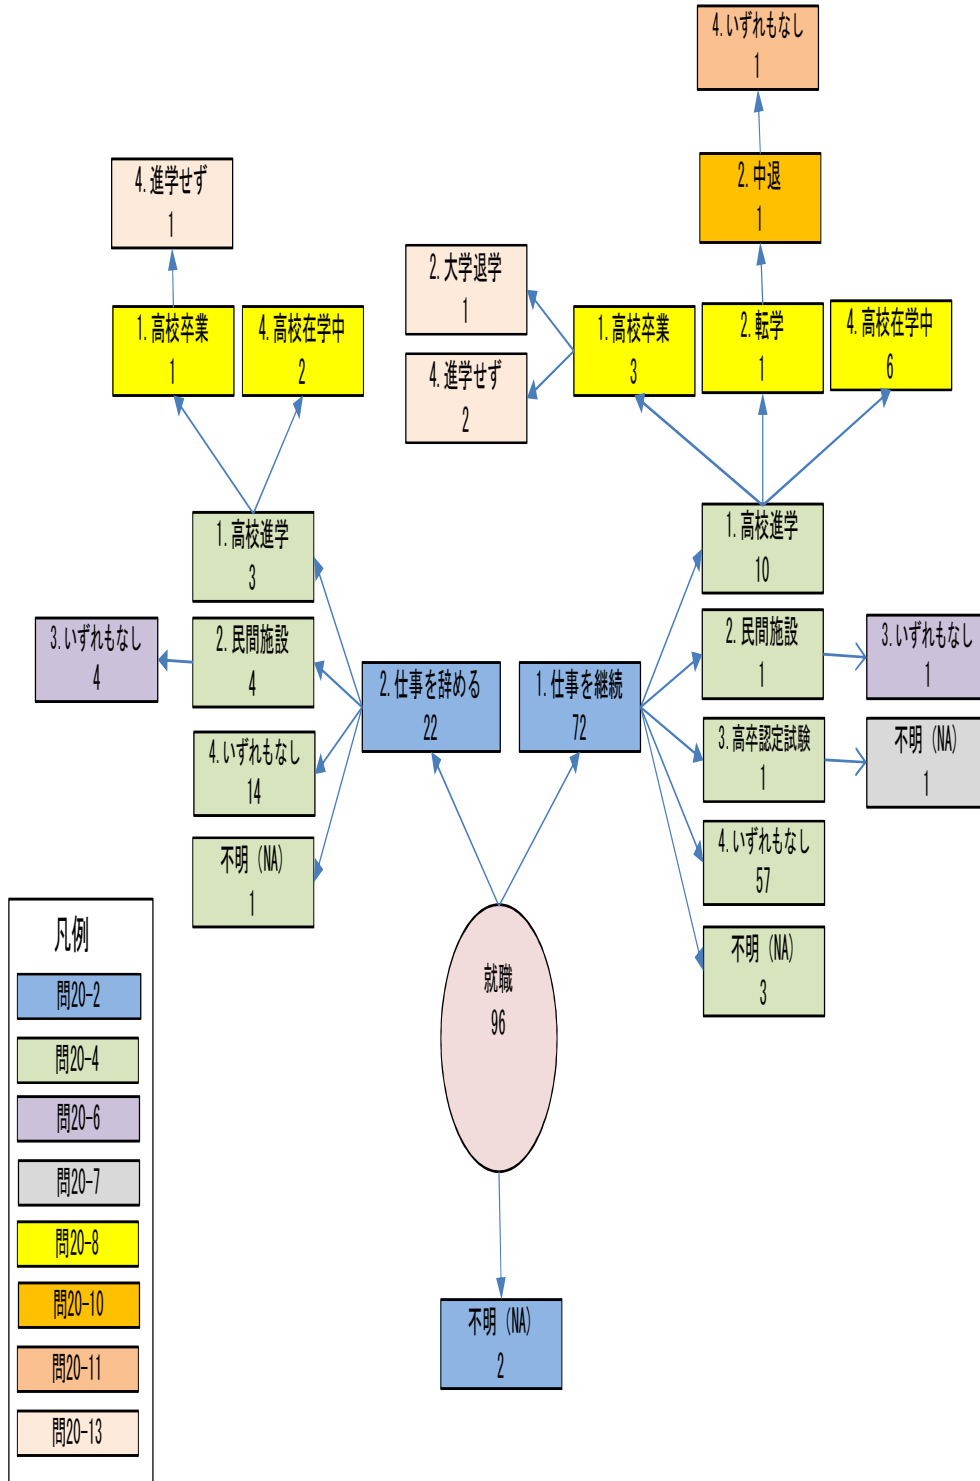 4.いずれもなし
1
4.進学せず
1
2.中退
1
2.大学退学
1
1.高校卒業
1
4.高校在学中
2
1.高校卒業
3
2.転学
1
4.高校在学中
6
4.進学せず
2
1.高校進学
3
1.高校進学
10
3.いずれもなし
4
2.民間施設
4
2.仕事を辞める
22
1.仕事を継続
72
2.民間施設
1
3.いずれもなし
1
4.いずれもなし
14
3.高卒認定試験
1
不明（NA）
1
不明（NA）
1
4.いずれもなし
57
不明（NA）
3
就職
96
不明（NA）
2
凡例
問20-2
問20-4
問20-6
問20-7
問20-8
問20-10
問20-11
問20-13